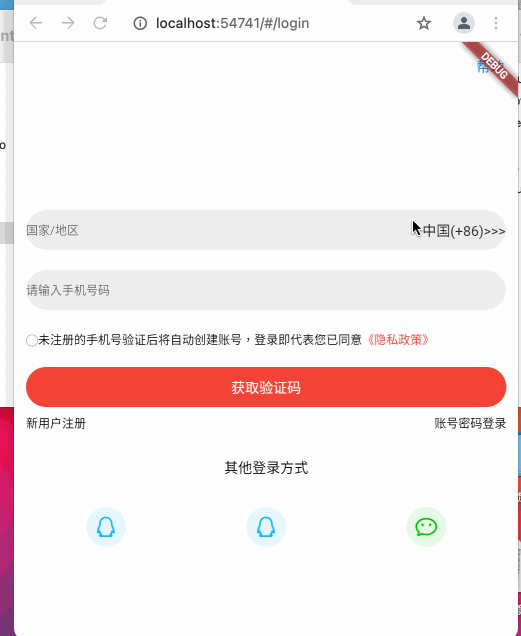 localhost:54741/#/login
DEBUG
国家/地区 中国(+86)>>>
请输入手机号码
未注册的手机号验证后将自动创建账号，登录即代表您已同意《隐私政策》
获取验证码
新用户注册 账号密码登录
其他登录方式